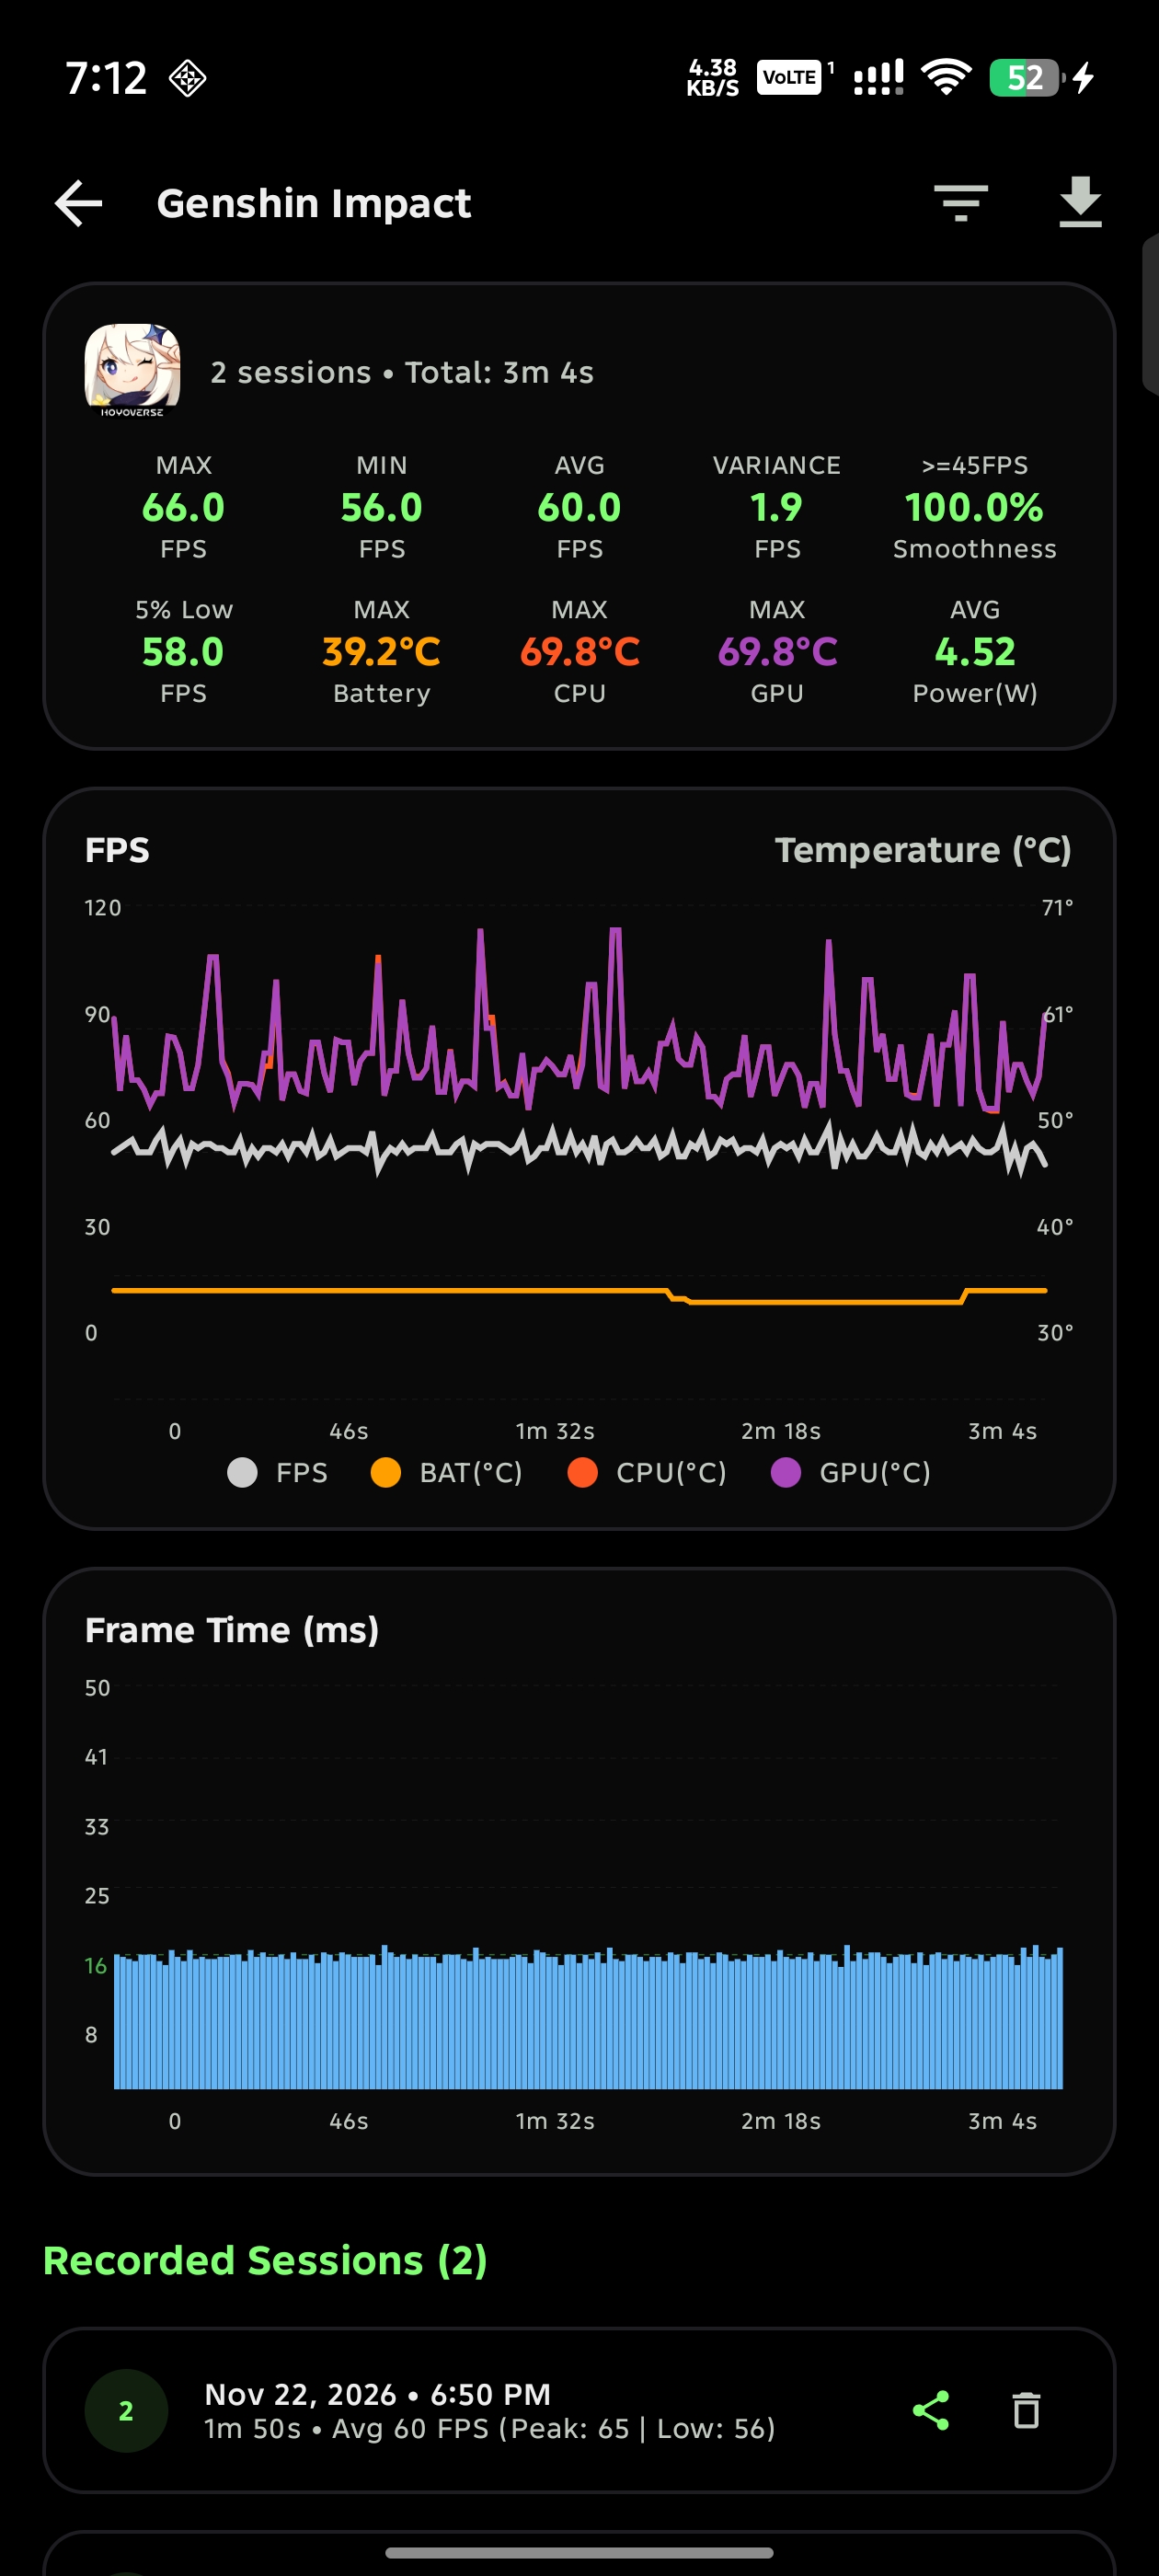 7:12 4.38 KB/S VoLTE 1 52
Genshin Impact
HOYOVERSE
2 sessions • Total: 3m 4s
MAX MIN AVG VARIANCE >=45FPS
66.0 56.0 60.0 1.9 100.0%
FPS FPS FPS FPS Smoothness
5% Low MAX MAX MAX AVG
58.0 39.2°C 69.8°C 69.8°C 4.52
FPS Battery CPU GPU Power(W)
FPS Temperature (°C)
120 71°
90 61°
60 50°
30 40°
0 30°
0 46s 1m 32s 2m 18s 3m 4s
FPS BAT(°C) CPU(°C) GPU(°C)
Frame Time (ms)
50
41
33
25
16
8
0 46s 1m 32s 2m 18s 3m 4s
Recorded Sessions (2)
2 Nov 22, 2026 • 6:50 PM
1m 50s • Avg 60 FPS (Peak: 65 | Low: 56)